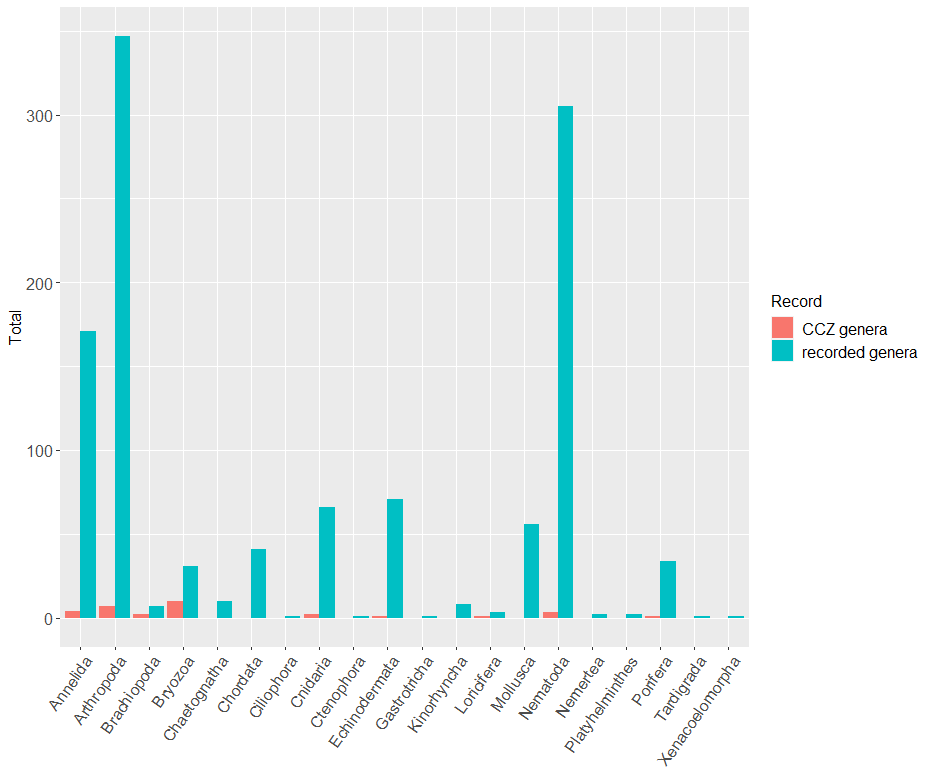 Total
300
200
100
0
Annelida
Arthropoda
Brachiopoda
Bryozoa
Chaetognatha
Chordata
Ciliophora
Cnidaria
Ctenophora
Echinodermata
Gastrotricha
Kinorhyncha
Loricifera
Mollusca
Nematoda
Nemertea
Platyhelminthes
Porifera
Tardigrada
Xenacoelomorpha
Record
CCZ genera
recorded genera